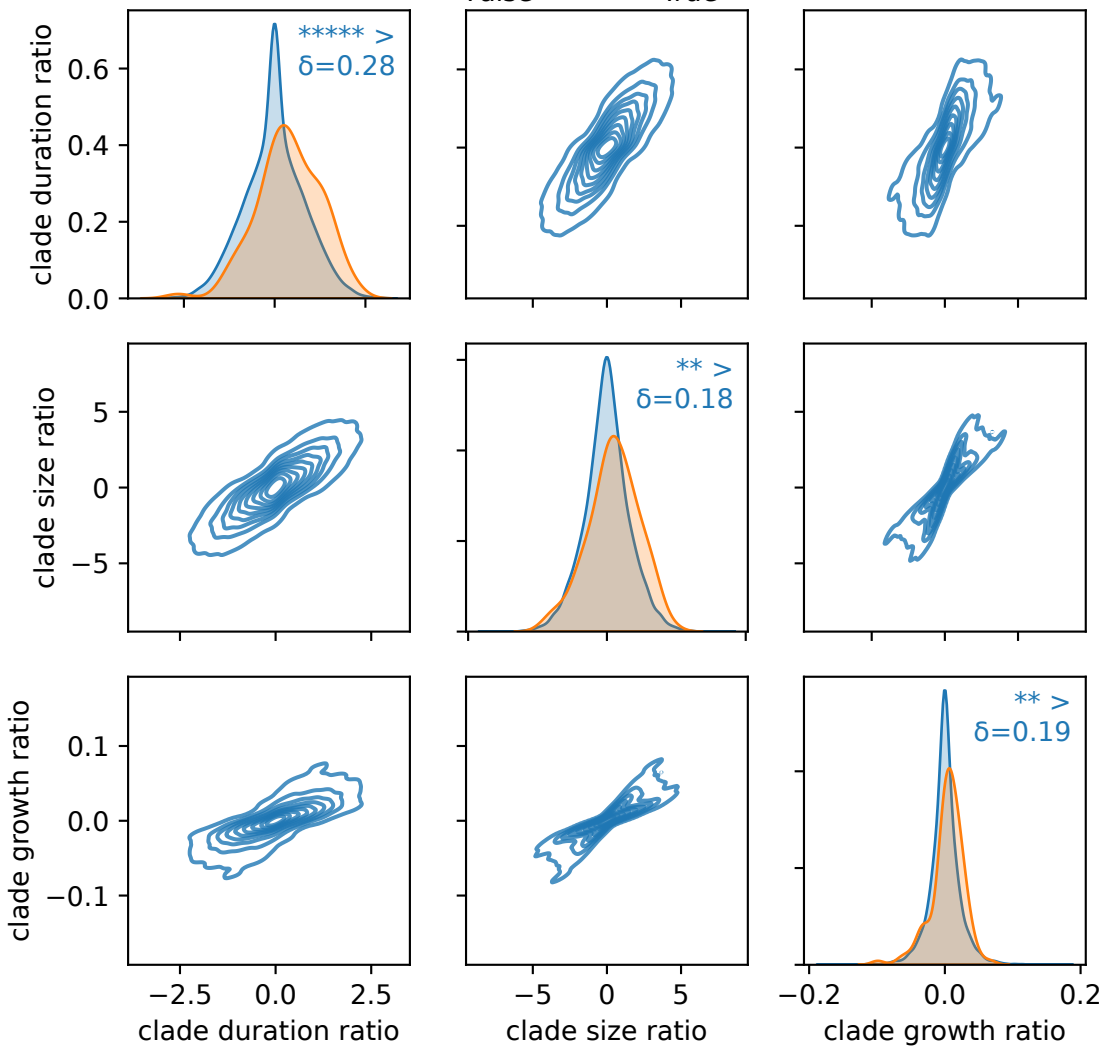 clade duration ratio
0.6
0.4
0.2
0.0
***** >
δ=0.28
clade size ratio
5
0
−5
** >
δ=0.18
clade growth ratio
0.1
0.0
−0.1
** >
δ=0.19
−2.5 0.0 2.5
−5 0 5
−0.2 0.0 0.2
clade duration ratio
clade size ratio
clade growth ratio